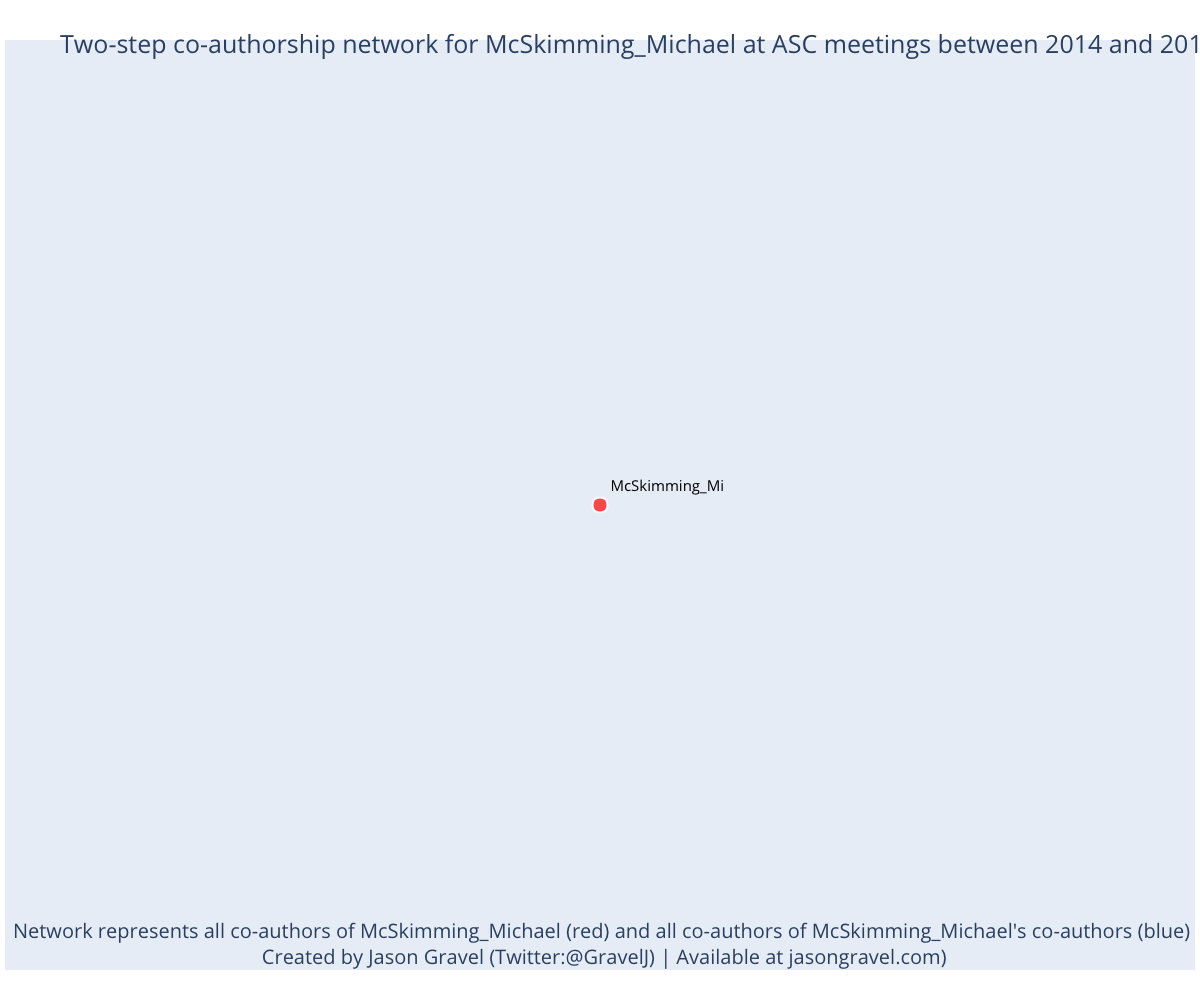 Two-step co-authorship network for McSkimming_Michael at ASC meetings between 2014 and 201
McSkimming_Mi
Network represents all co-authors of McSkimming_Michael (red) and all co-authors of McSkimming_Michael's co-authors (blue)
Created by Jason Gravel (Twitter:@GravelJ) | Available at jasongravel.com)